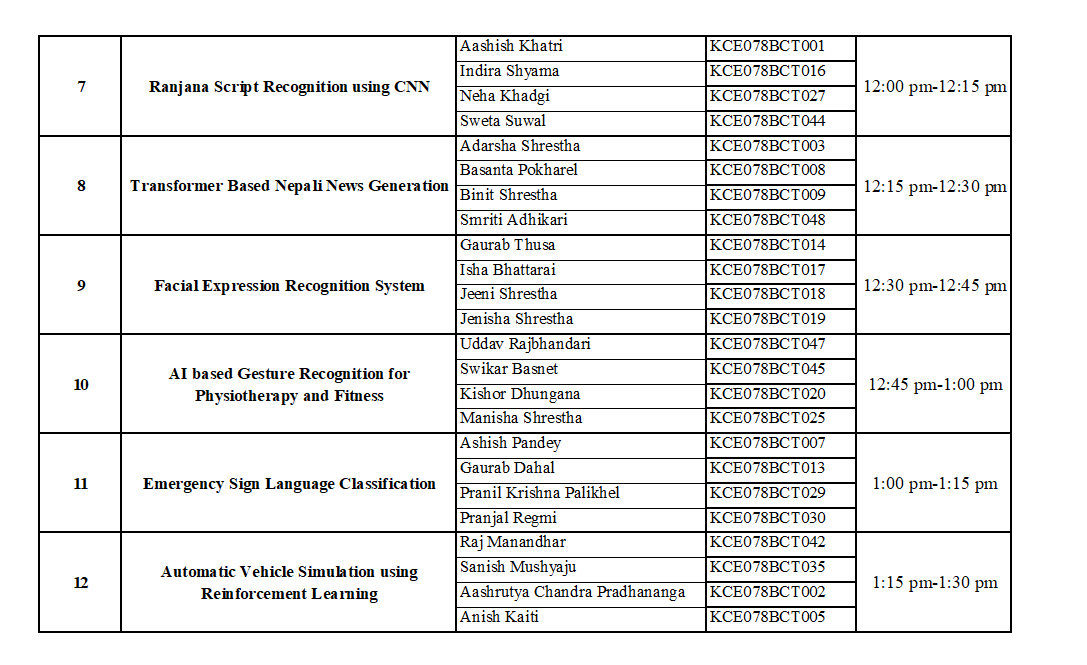 7
Ranjana Script Recognition using CNN
Aashish Khatri KCE078BCT001
Indira Shyama KCE078BCT016
Neha Khadgi KCE078BCT027
Sweta Suwal KCE078BCT044
12:00 pm-12:15 pm
8
Transformer Based Nepali News Generation
Adarsha Shrestha KCE078BCT003
Basanta Pokharel KCE078BCT008
Binit Shrestha KCE078BCT009
Smriti Adhikari KCE078BCT048
12:15 pm-12:30 pm
9
Facial Expression Recognition System
Gaurab Thusa KCE078BCT014
Isha Bhattarai KCE078BCT017
Jeeni Shrestha KCE078BCT018
Jenisha Shrestha KCE078BCT019
12:30 pm-12:45 pm
10
AI based Gesture Recognition for
Physiotherapy and Fitness
Uddav Rajbhandari KCE078BCT047
Swikar Basnet KCE078BCT045
Kishor Dhungana KCE078BCT020
Manisha Shrestha KCE078BCT025
12:45 pm-1:00 pm
11
Emergency Sign Language Classification
Ashish Pandey KCE078BCT007
Gaurab Dahal KCE078BCT013
Pranil Krishna Palikhel KCE078BCT029
Pranjal Regmi KCE078BCT030
1:00 pm-1:15 pm
12
Automatic Vehicle Simulation using
Reinforcement Learning
Raj Manandhar KCE078BCT042
Sanish Mushyaju KCE078BCT035
Aashrutya Chandra Pradhananga KCE078BCT002
Anish Kaiti KCE078BCT005
1:15 pm-1:30 pm